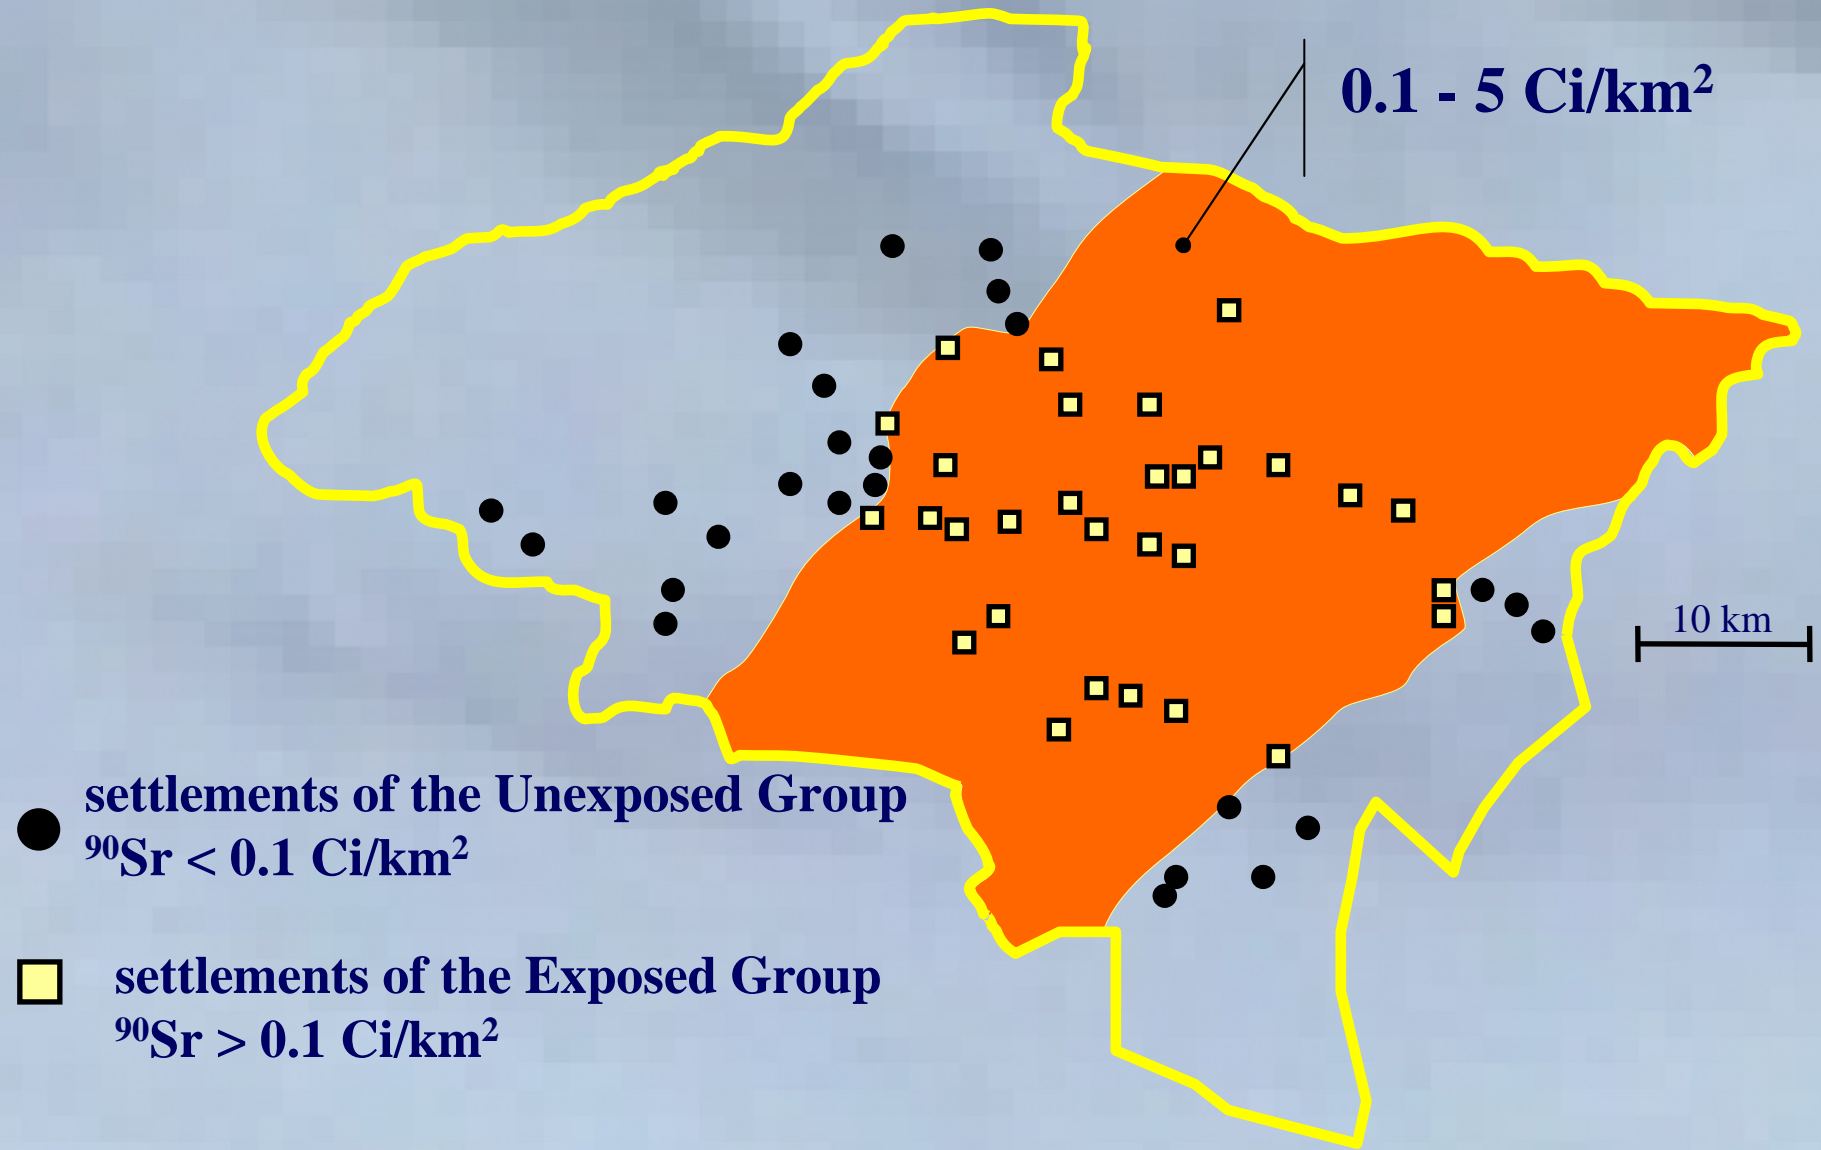 0.1 - 5 Ci/km²
10 km
settlements of the Unexposed Group
⁹⁰Sr < 0.1 Ci/km²
settlements of the Exposed Group
⁹⁰Sr > 0.1 Ci/km²